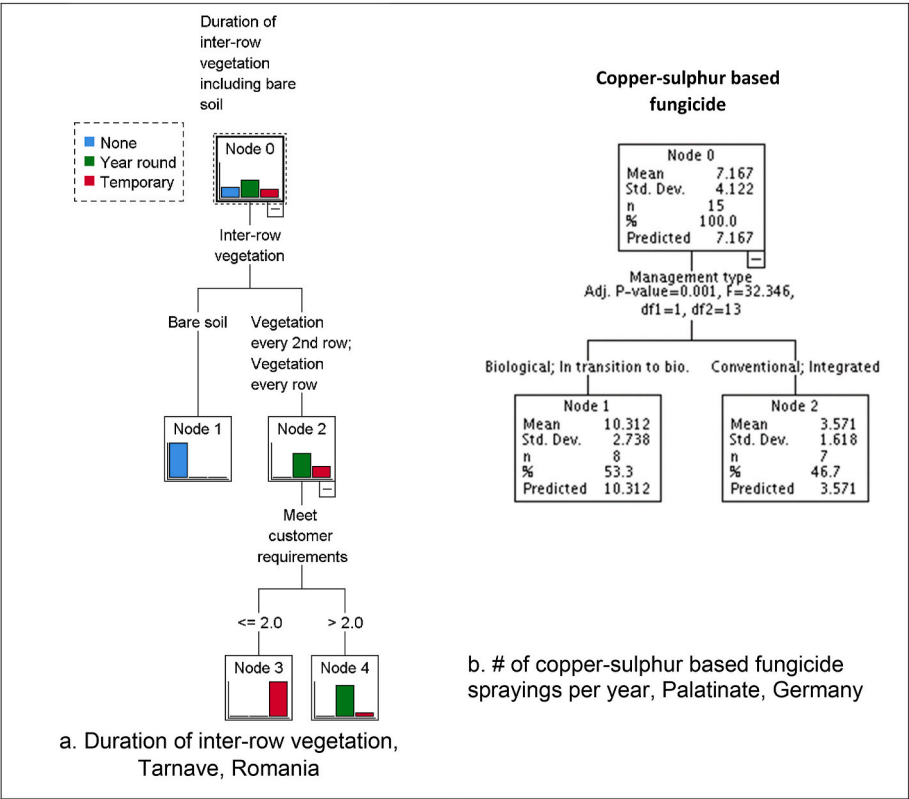 Duration of
inter-row
vegetation
including bare
soil
None
Year round
Temporary
Node 0
Inter-row
vegetation
Bare soil
Vegetation
every 2nd row;
Vegetation
every row
Node 1
Node 2
Meet
customer
requirements
<= 2.0
> 2.0
Node 3
Node 4
a. Duration of inter-row vegetation,
Tarnave, Romania
Copper-sulphur based
fungicide
Node 0
Mean 7.167
Std. Dev. 4.122
n 15
% 100.0
Predicted 7.167
Management type
Adj. P-value=0.001, F=32.346,
df1=1, df2=13
Biological; In transition to bio.
Conventional; Integrated
Node 1
Mean 10.312
Std. Dev. 2.738
n 8
% 53.3
Predicted 10.312
Node 2
Mean 3.571
Std. Dev. 1.618
n 7
% 46.7
Predicted 3.571
b. # of copper-sulphur based fungicide
sprayings per year, Palatinate, Germany